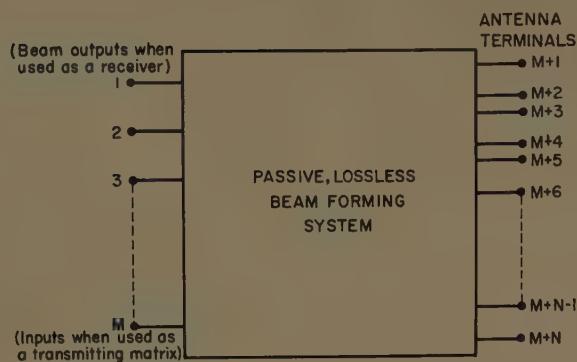 (Beam outputs when
used as a receiver)
1
2
3
M
(Inputs when used as
a transmitting matrix)
PASSIVE, LOSSLESS
BEAM FORMING
SYSTEM
ANTENNA
TERMINALS
M+1
M+2
M+3
M+4
M+5
M+6
M+N-1
M+N